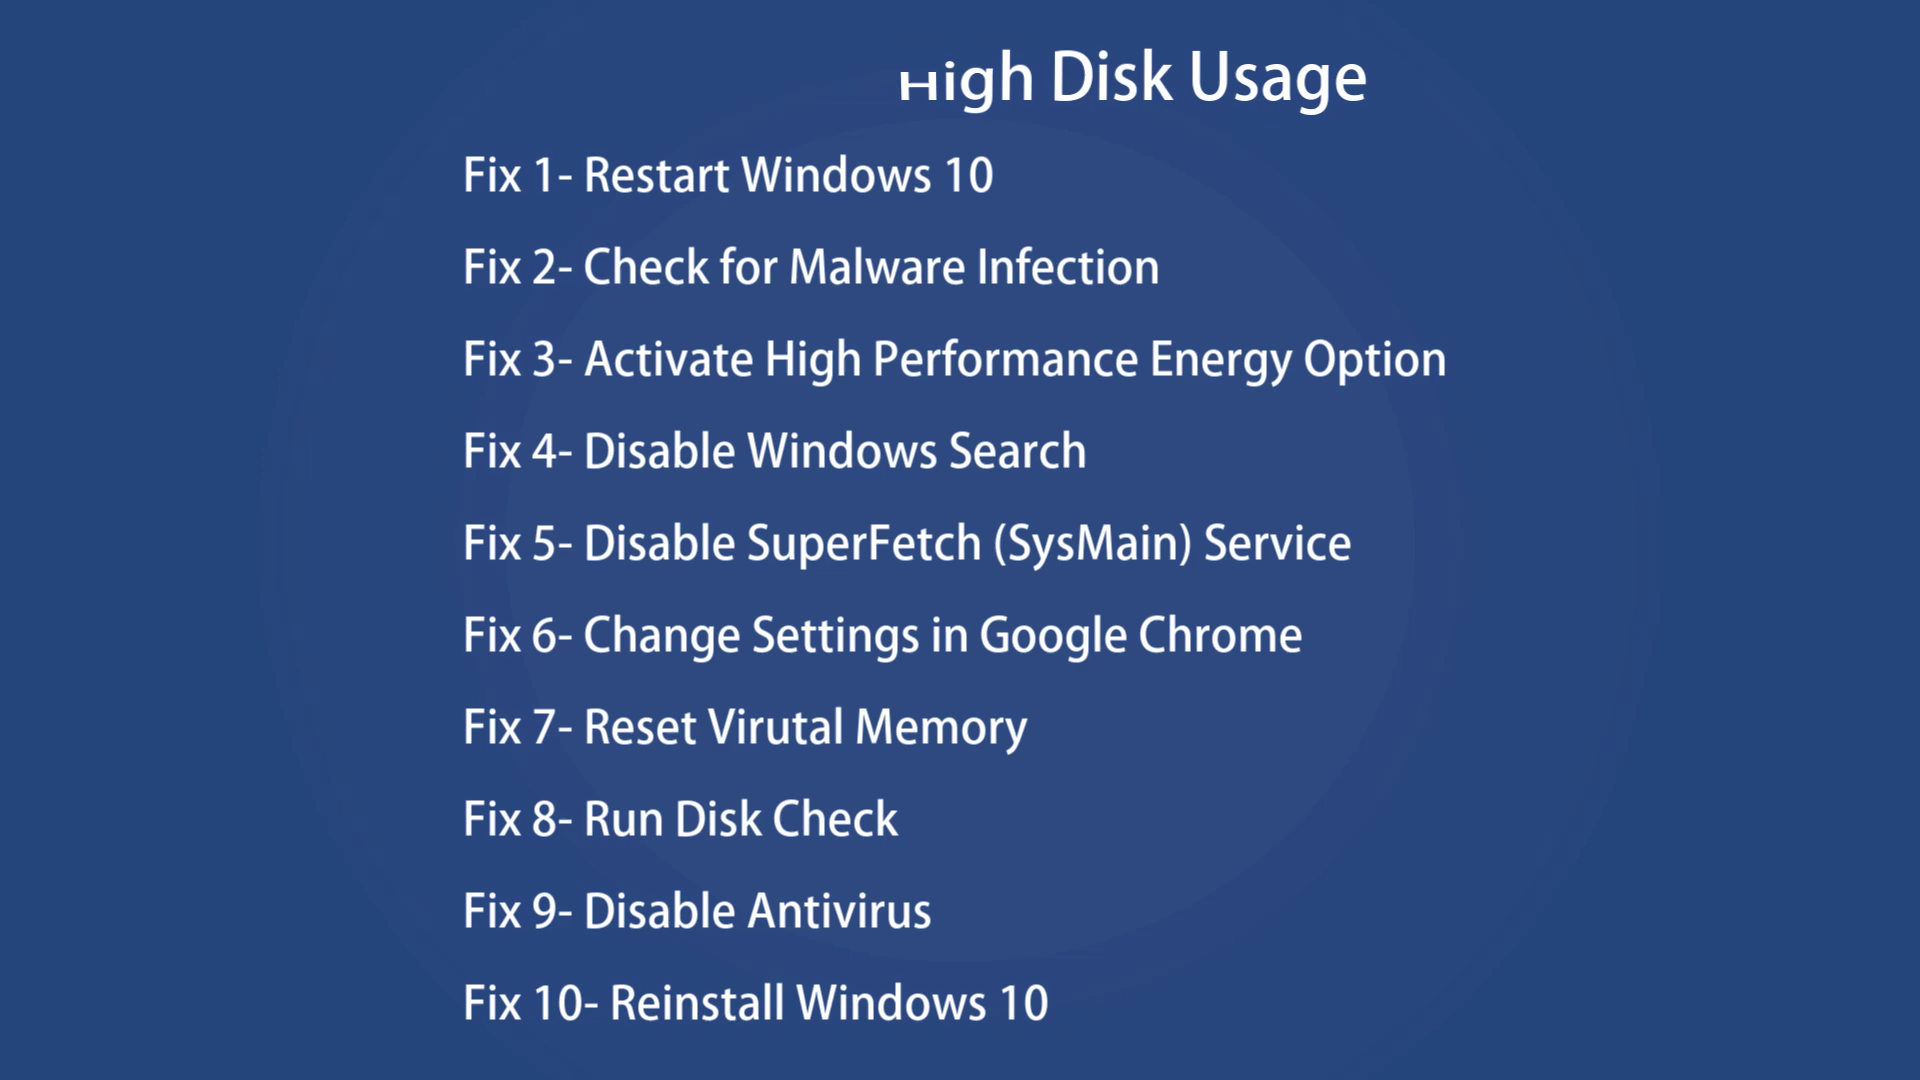 High Disk Usage
Fix 1- Restart Windows 10
Fix 2- Check for Malware Infection
Fix 3- Activate High Performance Energy Option
Fix 4- Disable Windows Search
Fix 5- Disable SuperFetch (SysMain) Service
Fix 6- Change Settings in Google Chrome
Fix 7- Reset Virutal Memory
Fix 8- Run Disk Check
Fix 9- Disable Antivirus
Fix 10- Reinstall Windows 10